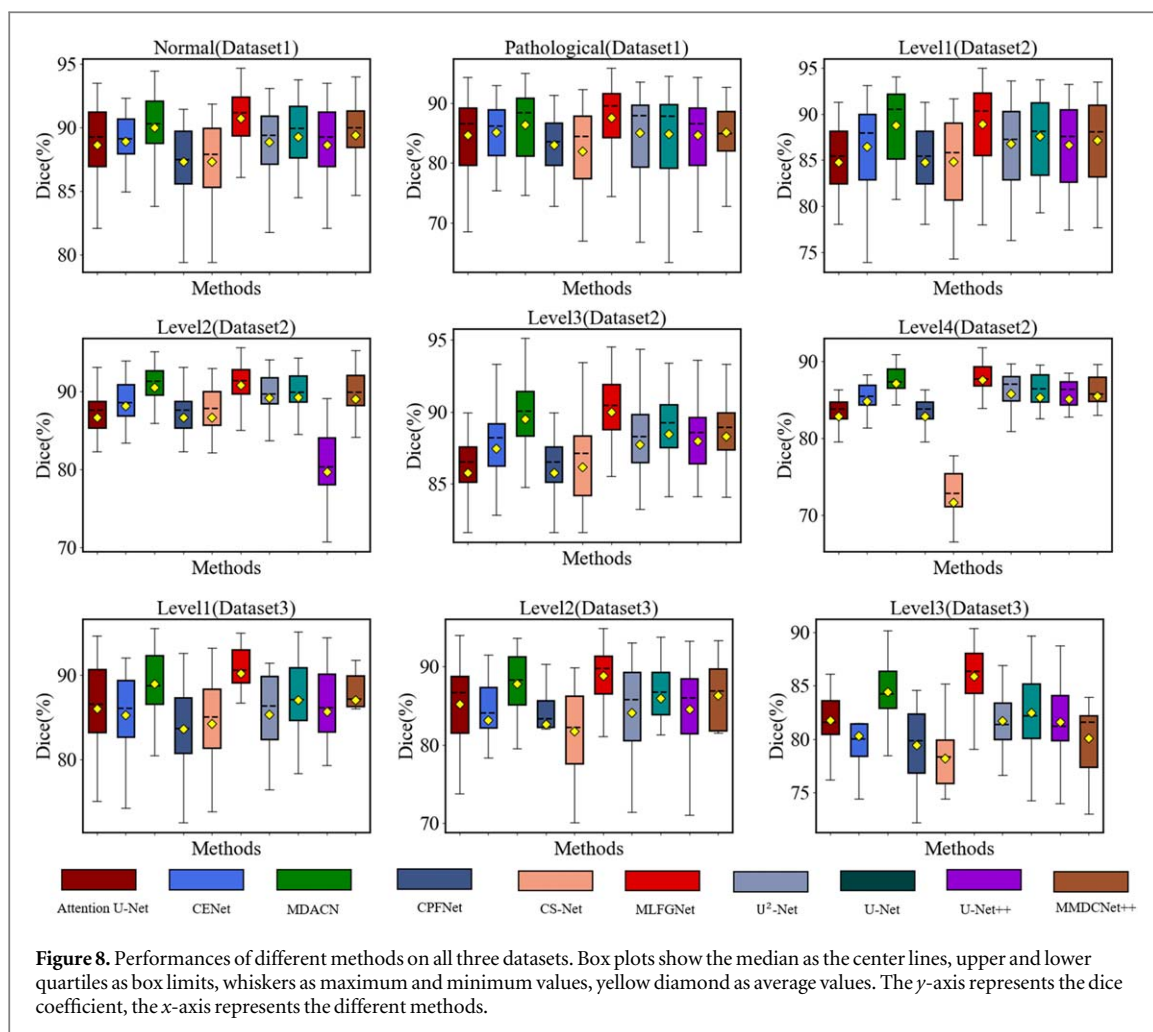 Normal(Dataset1)
Dice(%)
95
90
85
80
Methods
Pathological(Dataset1)
Dice(%)
90
80
70
Methods
Level1(Dataset2)
Dice(%)
95
90
85
80
75
Methods
Level2(Dataset2)
Dice(%)
90
80
70
Methods
Level3(Dataset2)
Dice(%)
95
90
85
Methods
Level4(Dataset2)
Dice(%)
90
80
70
Methods
Level1(Dataset3)
Dice(%)
90
80
Methods
Level2(Dataset3)
Dice(%)
90
80
70
Methods
Level3(Dataset3)
Dice(%)
90
85
80
75
Methods
Attention U-Net
CENet
MDACN
CPFNet
CS-Net
MLFGNet
U²-Net
U-Net
U-Net++
MMDCNet++
Figure 8. Performances of different methods on all three datasets. Box plots show the median as the center lines, upper and lower
quartiles as box limits, whiskers as maximum and minimum values, yellow diamond as average values. The y-axis represents the dice
coefficient, the x-axis represents the different methods.